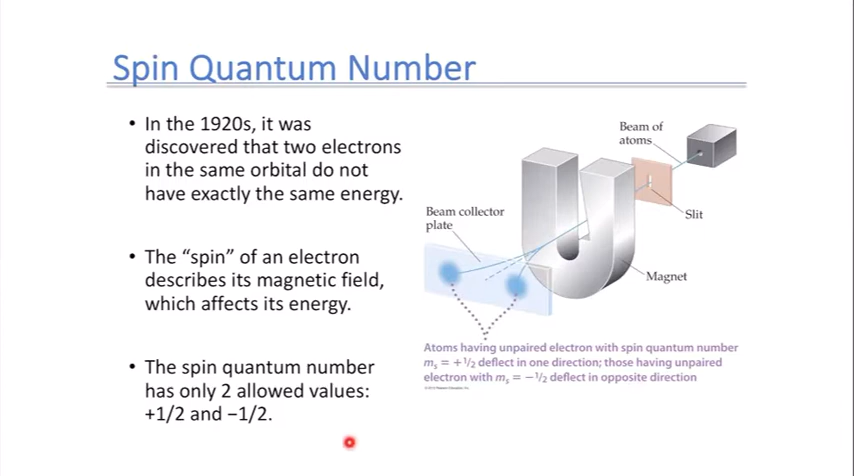 Spin Quantum Number
• In the 1920s, it was
discovered that two electrons
in the same orbital do not
have exactly the same energy.
• The “spin” of an electron
describes its magnetic field,
which affects its energy.
• The spin quantum number
has only 2 allowed values:
+1/2 and −1/2.
Beam of
atoms
Slit
Beam collector
plate
Magnet
Atoms having unpaired electron with spin quantum number
mₛ = +1/2 deflect in one direction; those having unpaired
electron with mₛ = −1/2 deflect in opposite direction